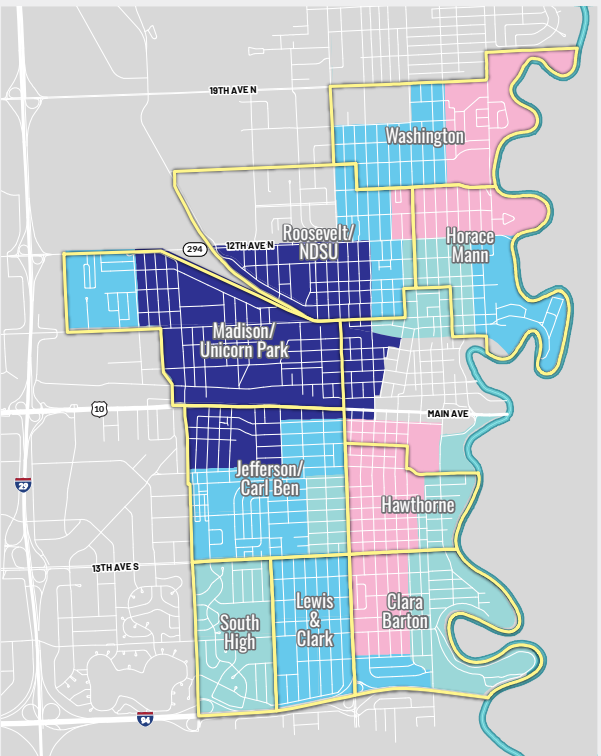 19TH AVE N
Washington
294
12TH AVE N
Roosevelt/
NDSU
Horace
Mann
Madison/
Unicorn Park
10
MAIN AVE
Jefferson/
Carl Ben
29
Hawthorne
13TH AVE S
South
High
Lewis
&
Clark
Clara
Barton
94